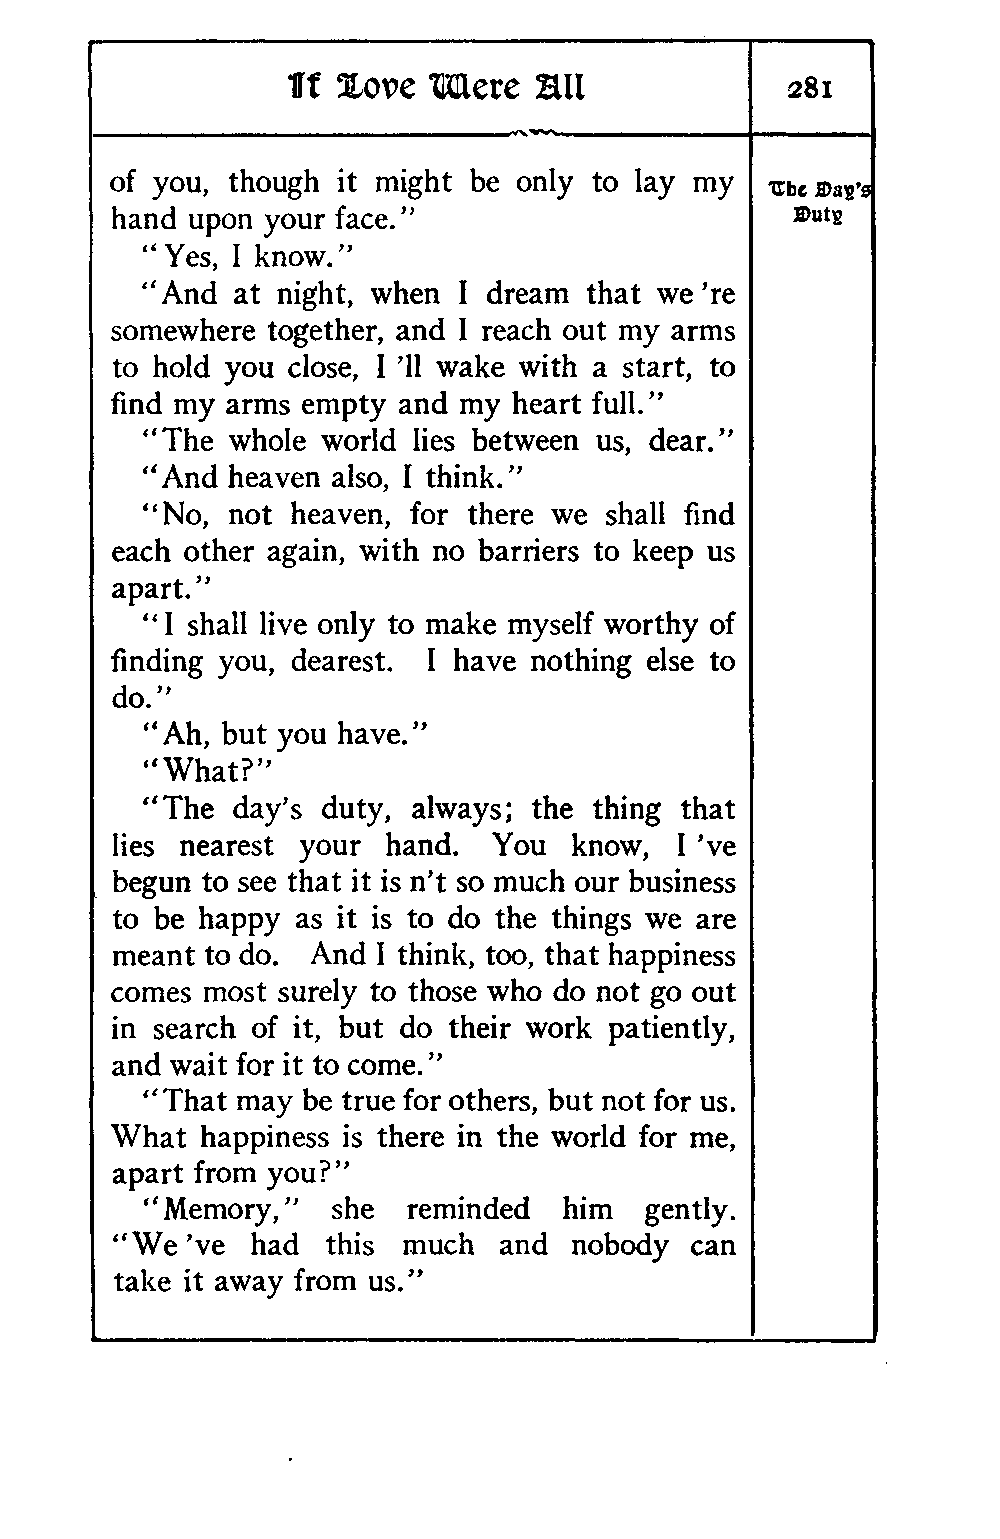 If Love Were All 281
The Day's
Duty
of you, though it might be only to lay my
hand upon your face."
"Yes, I know."
"And at night, when I dream that we 're
somewhere together, and I reach out my arms
to hold you close, I 'll wake with a start, to
find my arms empty and my heart full."
"The whole world lies between us, dear."
"And heaven also, I think."
"No, not heaven, for there we shall find
each other again, with no barriers to keep us
apart."
"I shall live only to make myself worthy of
finding you, dearest. I have nothing else to
do."
"Ah, but you have."
"What?"
"The day's duty, always; the thing that
lies nearest your hand. You know, I 've
begun to see that it is n't so much our business
to be happy as it is to do the things we are
meant to do. And I think, too, that happiness
comes most surely to those who do not go out
in search of it, but do their work patiently,
and wait for it to come."
"That may be true for others, but not for us.
What happiness is there in the world for me,
apart from you?"
"Memory," she reminded him gently.
"We 've had this much and nobody can
take it away from us."